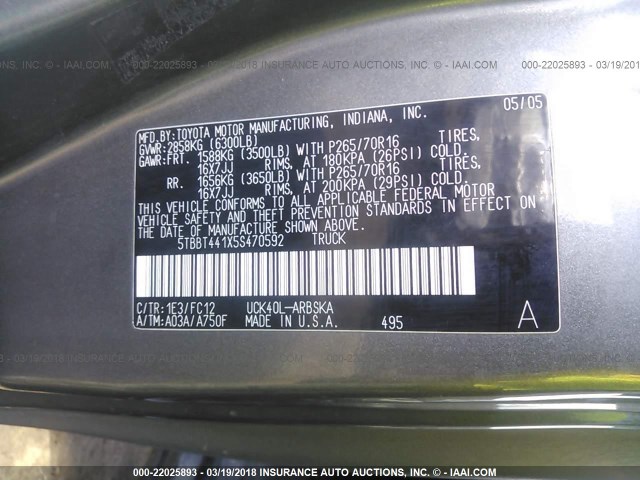 INSURANCE AUTO AUCTIONS, INC. - © IAAI.COM 000-22025893 - 03/19/2018 INSURANCE AUTO AUCTIONS, INC. - © IAAI.COM 000-22025893 - 03/19/2018
MFD.BY:TOYOTA MOTOR MANUFACTURING, INDIANA, INC. 05/05
GVWR:2858KG (6300LB)
GAWR:FRT. 1588KG (3500LB) WITH P265/70R16 TIRES,
16X7JJ RIMS, AT 180KPA (26PSI) COLD.
RR. 1656KG (3650LB) WITH P265/70R16 TIRES,
16X7JJ RIMS, AT 200KPA (29PSI) COLD.
THIS VEHICLE CONFORMS TO ALL APPLICABLE FEDERAL MOTOR
VEHICLE SAFETY AND THEFT PREVENTION STANDARDS IN EFFECT ON
THE DATE OF MANUFACTURE SHOWN ABOVE.
5TBBT441X5S470592 TRUCK
C/TR:1E3/FC12 UCK40L-ARBSKA
A/TM:A03A/A750F MADE IN U.S.A. 495 A
000-22025893 - 03/19/2018 INSURANCE AUTO AUCTIONS, INC. - © IAAI.COM